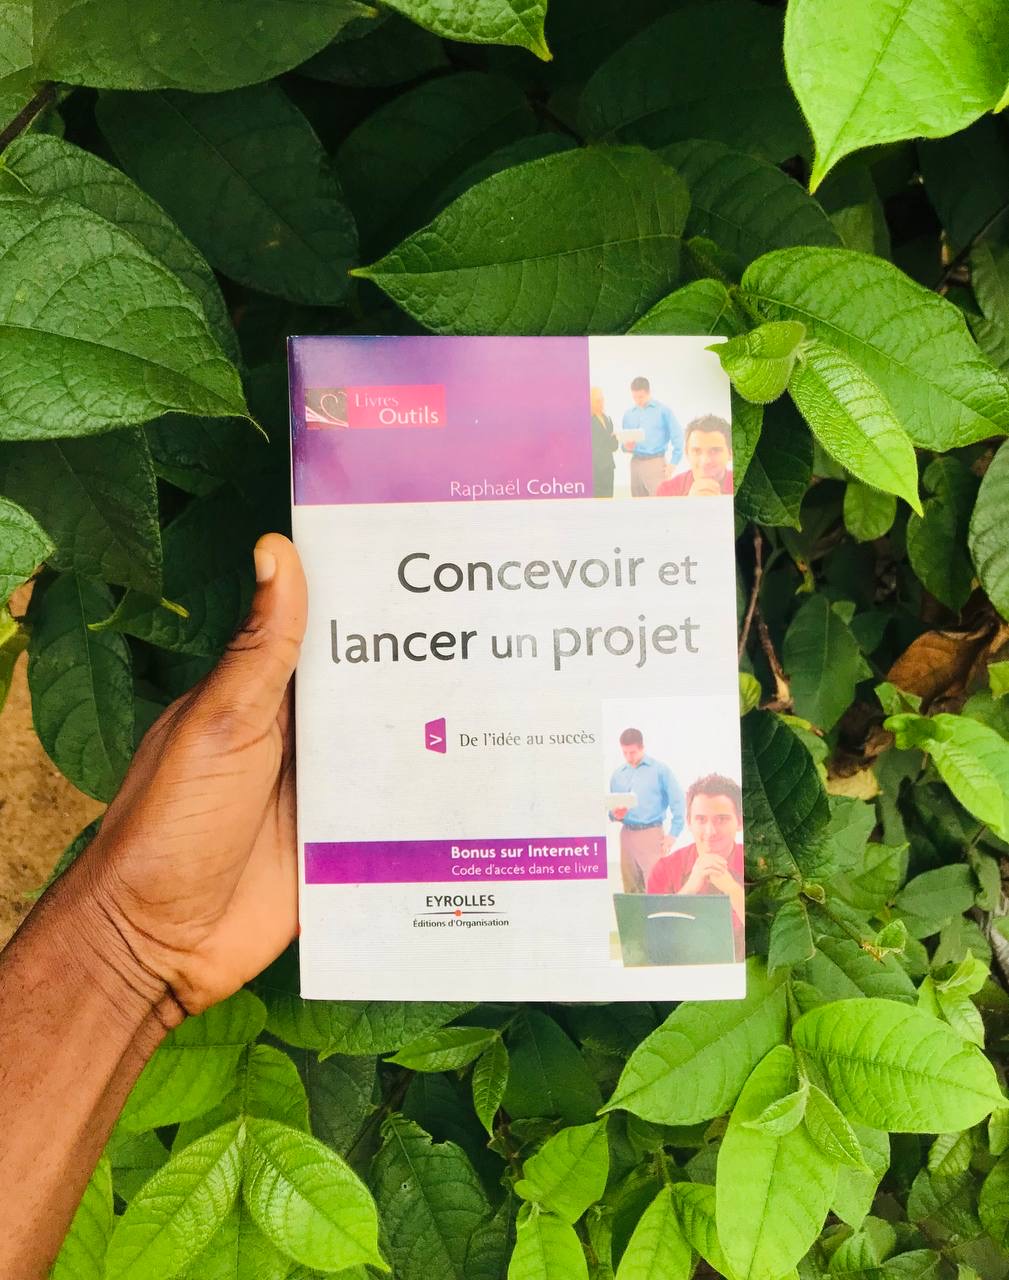 Livres
Outils
Raphaël Cohen
Concevoir et
lancer un projet
> De l'idée au succès
Bonus sur Internet !
Code d'accès dans ce livre
EYROLLES
Éditions d'Organisation